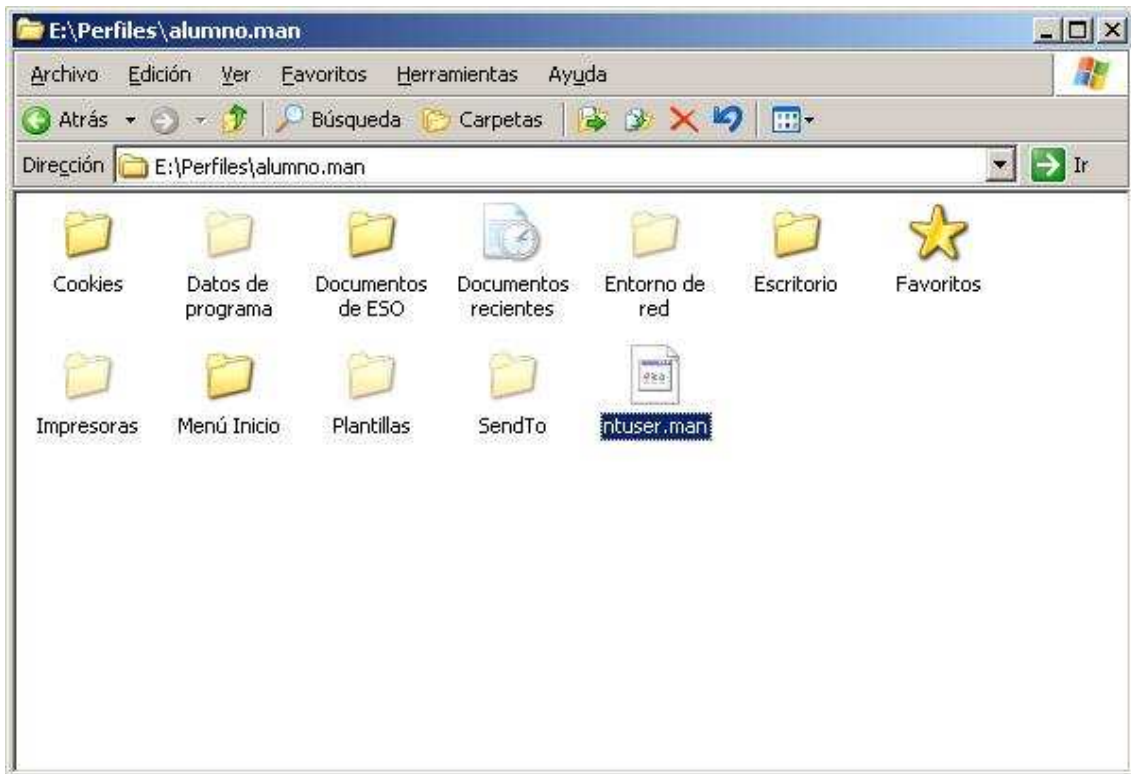 E:\Perfiles\alumno.man
Archivo Edición Ver Favoritos Herramientas Ayuda
Atrás Búsqueda Carpetas
Dirección E:\Perfiles\alumno.man Ir
Cookies
Datos de
programa
Documentos
de ESO
Documentos
recientes
Entorno de
red
Escritorio
Favoritos
Impresoras
Menú Inicio
Plantillas
SendTo
ntuser.man